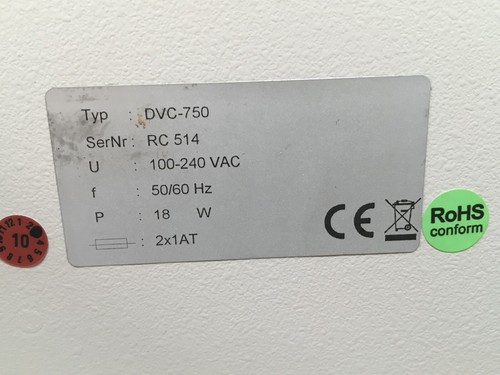 Typ : DVC-750
SerNr : RC 514
U : 100-240 VAC
f : 50/60 Hz
P : 18 W
: 2x1AT
CE
RoHS
conform
10